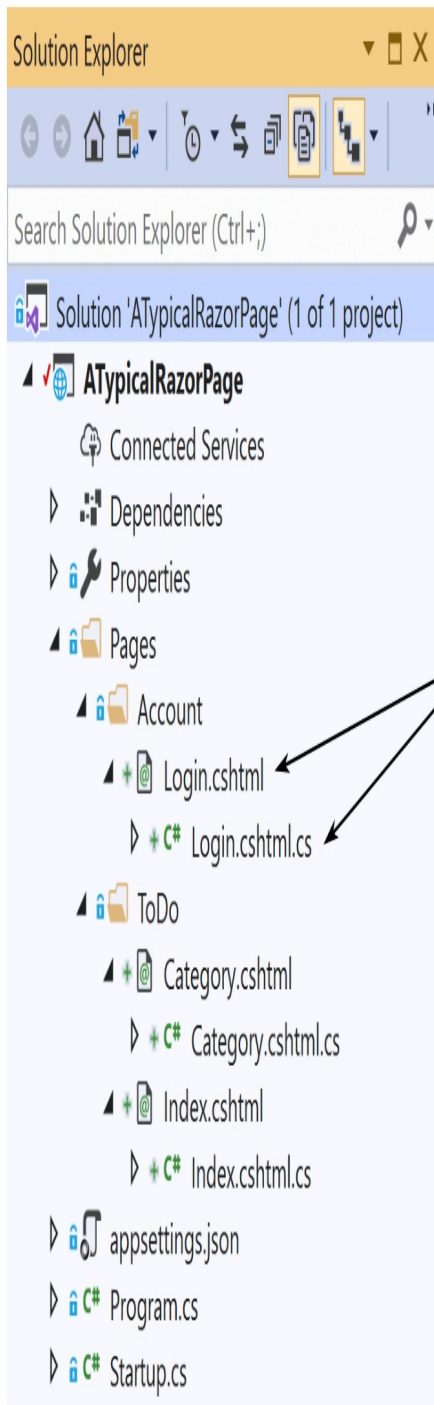 Solution Explorer
Search Solution Explorer (Ctrl+;)
Solution 'ATypicalRazorPage' (1 of 1 project)
ATypicalRazorPage
Connected Services
Dependencies
Properties
Pages
Account
Login.cshtml
C# Login.cshtml.cs
ToDo
Category.cshtml
C# Category.cshtml.cs
Index.cshtml
C# Index.cshtml.cs
appsettings.json
C# Program.cs
C# Startup.cs